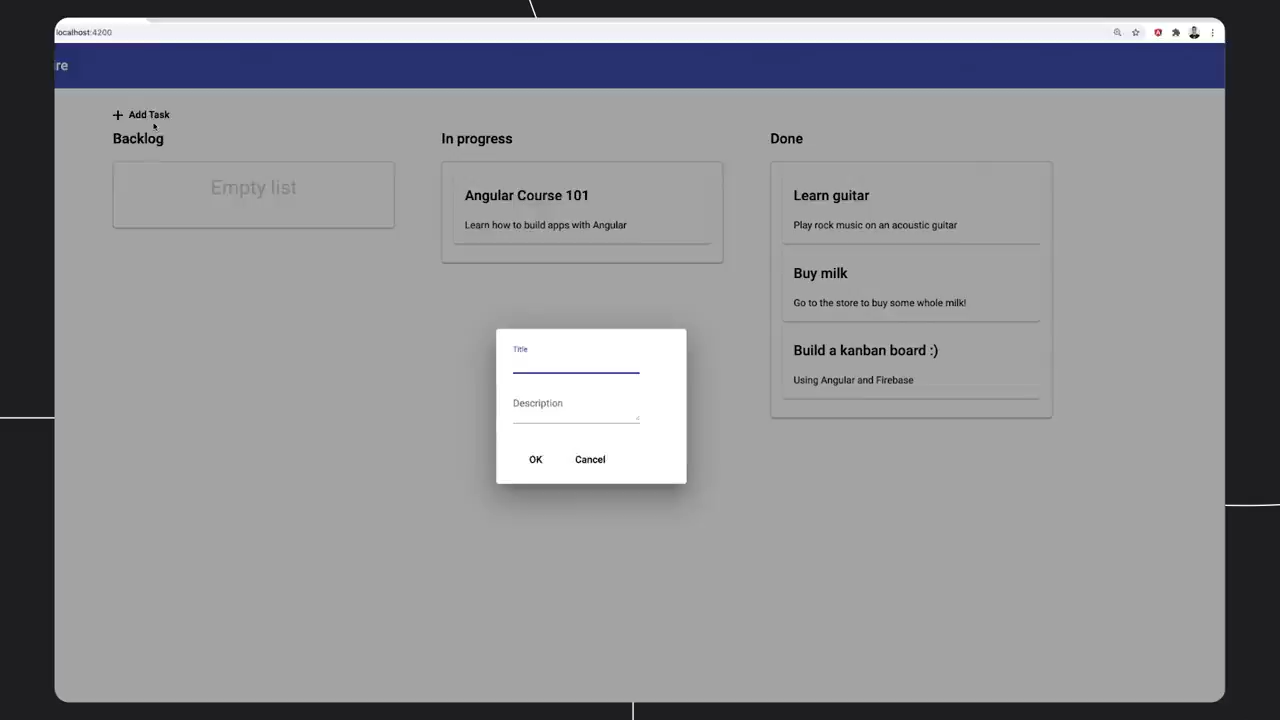 localhost:4200
re
Add Task
Backlog
Empty list
In progress
Angular Course 101
Learn how to build apps with Angular
Done
Learn guitar
Play rock music on an acoustic guitar
Buy milk
Go to the store to buy some whole milk!
Build a kanban board :)
Using Angular and Firebase
Title
Description
OK Cancel